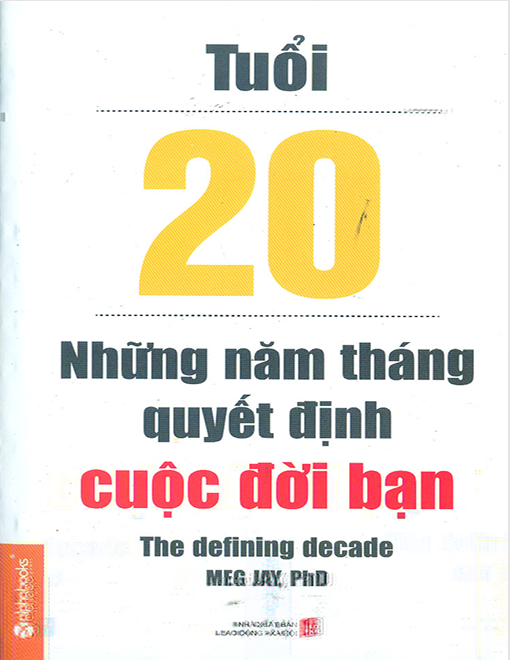 Tuổi
20
Những năm tháng
quyết định
cuộc đời bạn
The defining decade
MEG JAY, PhD
alphabooks
NHÀ XUẤT BẢN
LAO ĐỘNG - XÃ HỘI